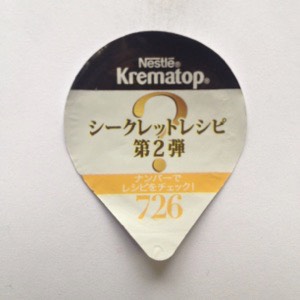 Nestlé®
Krematop®
?
シークレットレシピ
第2弾
ナンバーで
レシピをチェック!
726